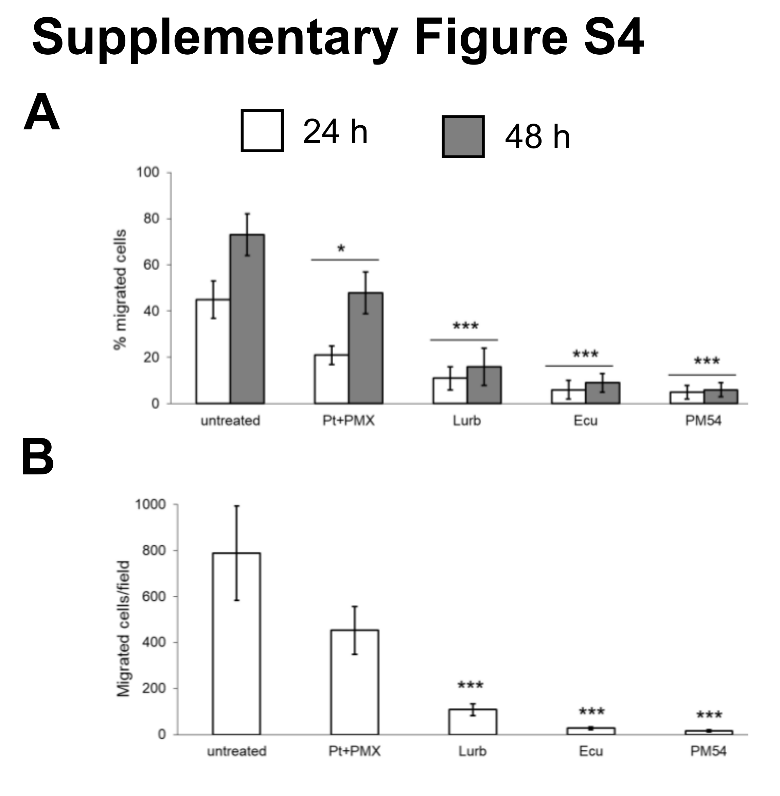 Supplementary Figure S4
A
24 h
48 h
100
80
60
40
20
0
% migrated cells
*
***
***
***
untreated
Pt+PMX
Lurb
Ecu
PM54
B
1000
800
600
400
200
0
Migrated cells/field
***
***
***
untreated
Pt+PMX
Lurb
Ecu
PM54